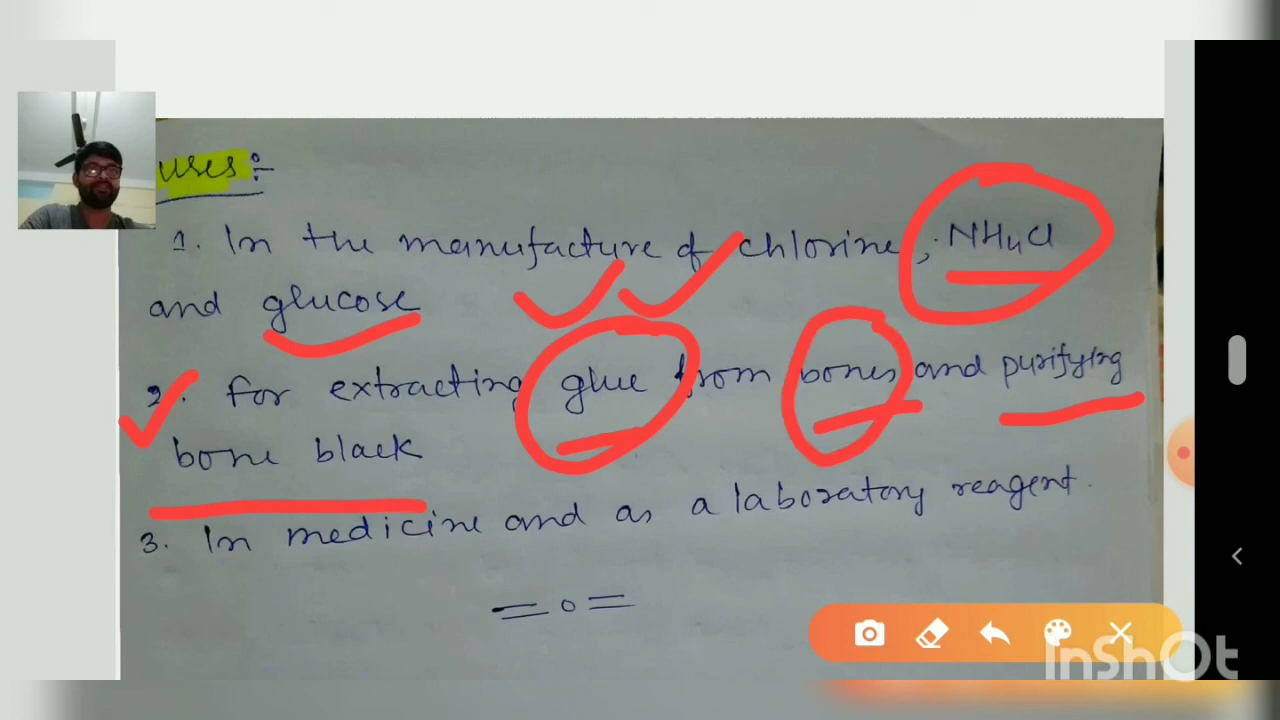 uses:-
1. In the manufacture of chlorine, NH4Cl
and glucose
2. for extracting glue from bones and purifying
bone black
3. In medicine and as a laboratory reagent.
= 0 =
InShOt